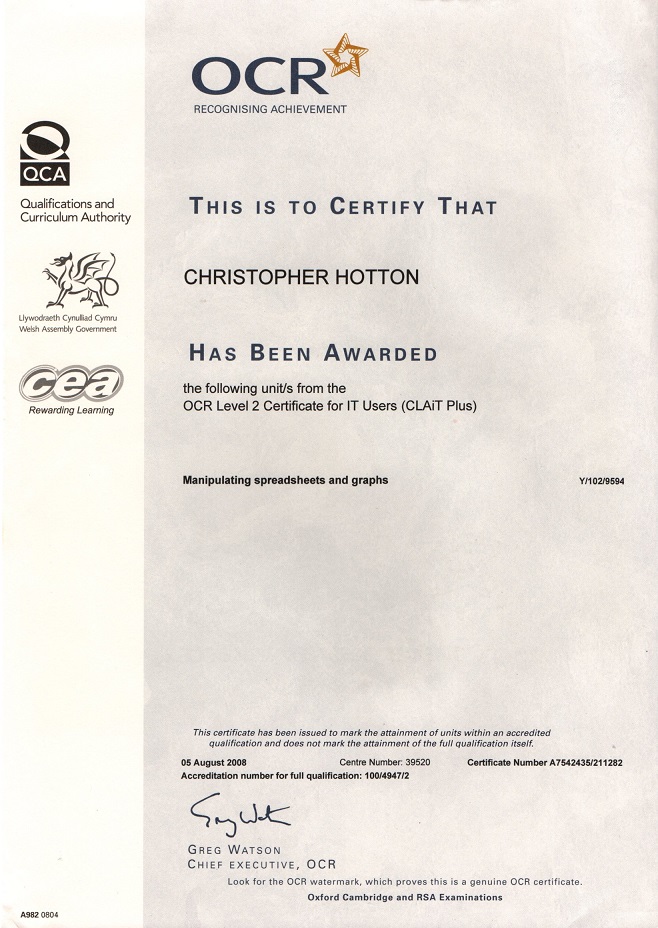 OCR
RECOGNISING ACHIEVEMENT
QCA
Qualifications and
Curriculum Authority
Llywodraeth Cynulliad Cymru
Welsh Assembly Government
cea
Rewarding Learning
THIS IS TO CERTIFY THAT
CHRISTOPHER HOTTON
HAS BEEN AWARDED
the following unit/s from the
OCR Level 2 Certificate for IT Users (CLAiT Plus)
Manipulating spreadsheets and graphs Y/102/9594
This certificate has been issued to mark the attainment of units within an accredited
qualification and does not mark the attainment of the full qualification itself.
05 August 2008 Centre Number: 39520 Certificate Number A7542435/211282
Accreditation number for full qualification: 100/4947/2
Greg Watson
GREG WATSON
CHIEF EXECUTIVE, OCR
Look for the OCR watermark, which proves this is a genuine OCR certificate.
Oxford Cambridge and RSA Examinations
A982 0804